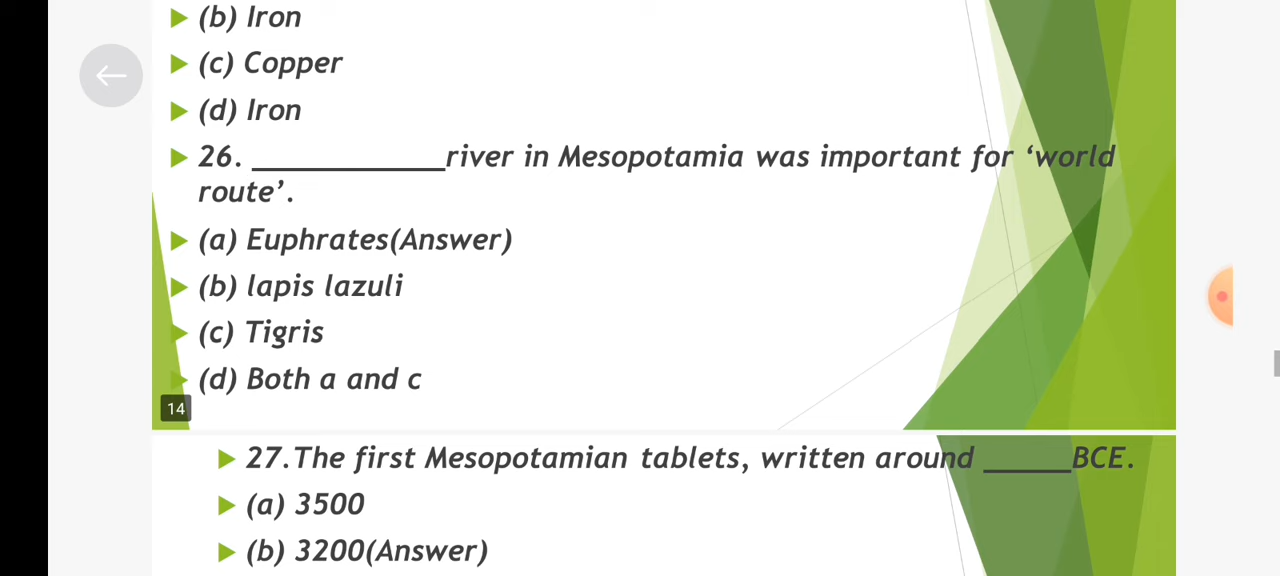 (b) Iron
(c) Copper
(d) Iron
26. ____________river in Mesopotamia was important for ‘world
route’.
(a) Euphrates(Answer)
(b) lapis lazuli
(c) Tigris
(d) Both a and c
14
27.The first Mesopotamian tablets, written around _____BCE.
(a) 3500
(b) 3200(Answer)